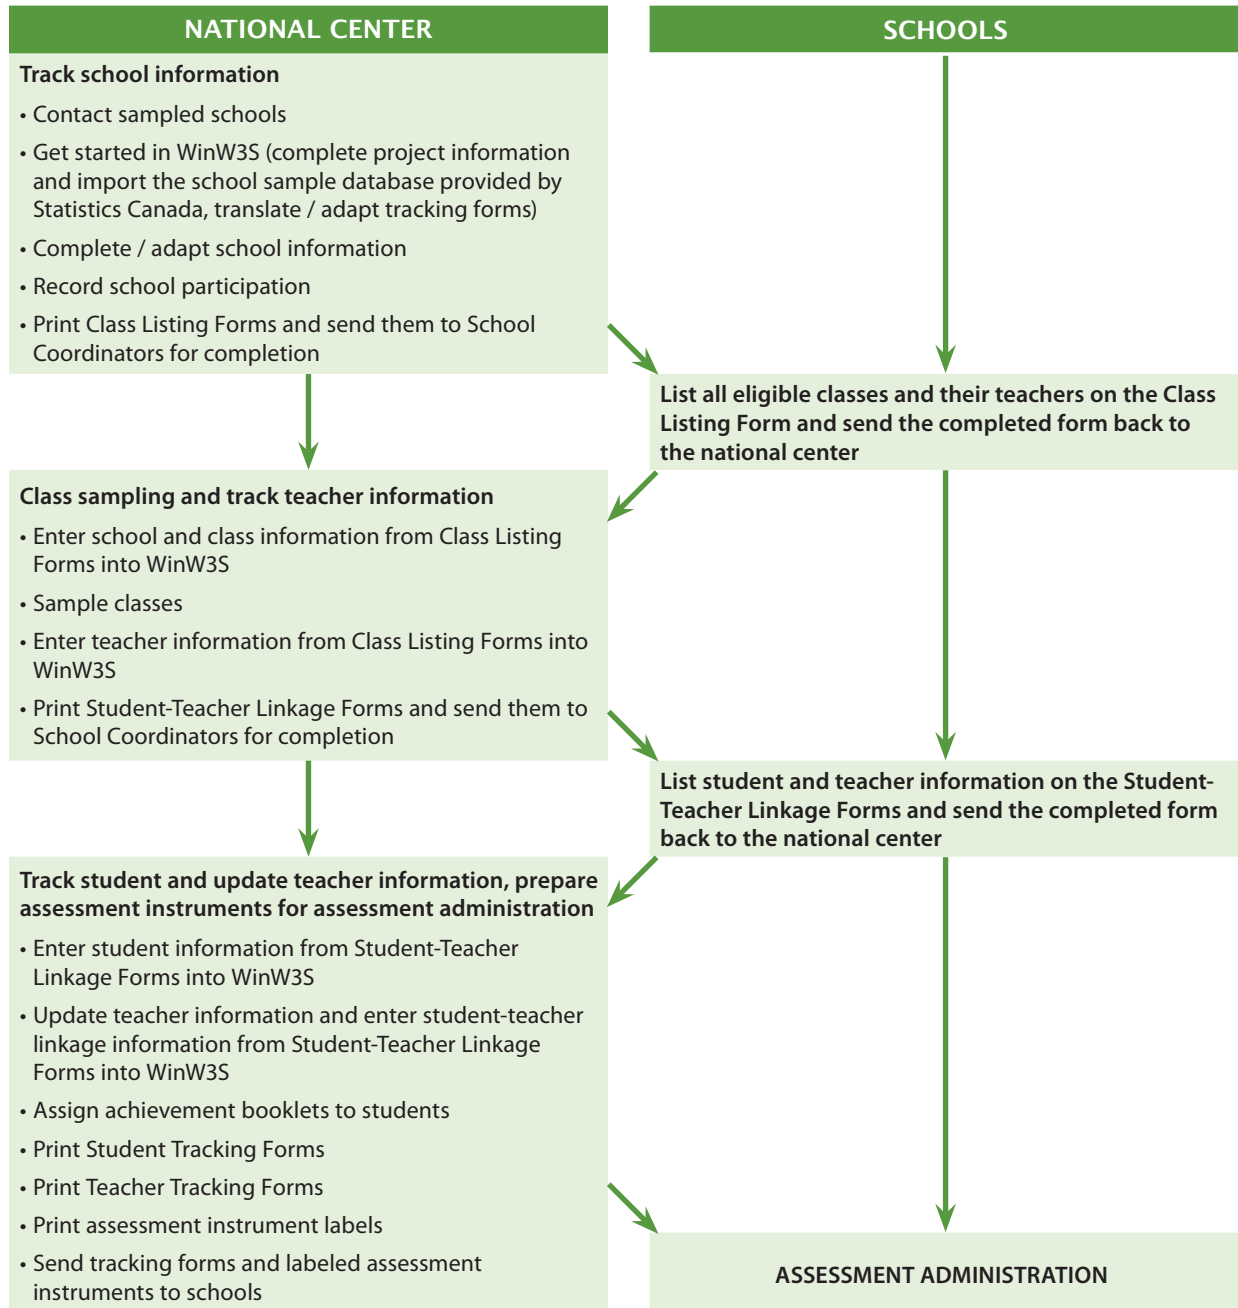 NATIONAL CENTER
Track school information
• Contact sampled schools
• Get started in WinW3S (complete project information
and import the school sample database provided by
Statistics Canada, translate / adapt tracking forms)
• Complete / adapt school information
• Record school participation
• Print Class Listing Forms and send them to School
Coordinators for completion
SCHOOLS
List all eligible classes and their teachers on the Class
Listing Form and send the completed form back to
the national center
Class sampling and track teacher information
• Enter school and class information from Class Listing
Forms into WinW3S
• Sample classes
• Enter teacher information from Class Listing Forms into
WinW3S
• Print Student-Teacher Linkage Forms and send them to
School Coordinators for completion
List student and teacher information on the Student-
Teacher Linkage Forms and send the completed form
back to the national center
Track student and update teacher information, prepare
assessment instruments for assessment administration
• Enter student information from Student-Teacher
Linkage Forms into WinW3S
• Update teacher information and enter student-teacher
linkage information from Student-Teacher Linkage
Forms into WinW3S
• Assign achievement booklets to students
• Print Student Tracking Forms
• Print Teacher Tracking Forms
• Print assessment instrument labels
• Send tracking forms and labeled assessment
instruments to schools
ASSESSMENT ADMINISTRATION